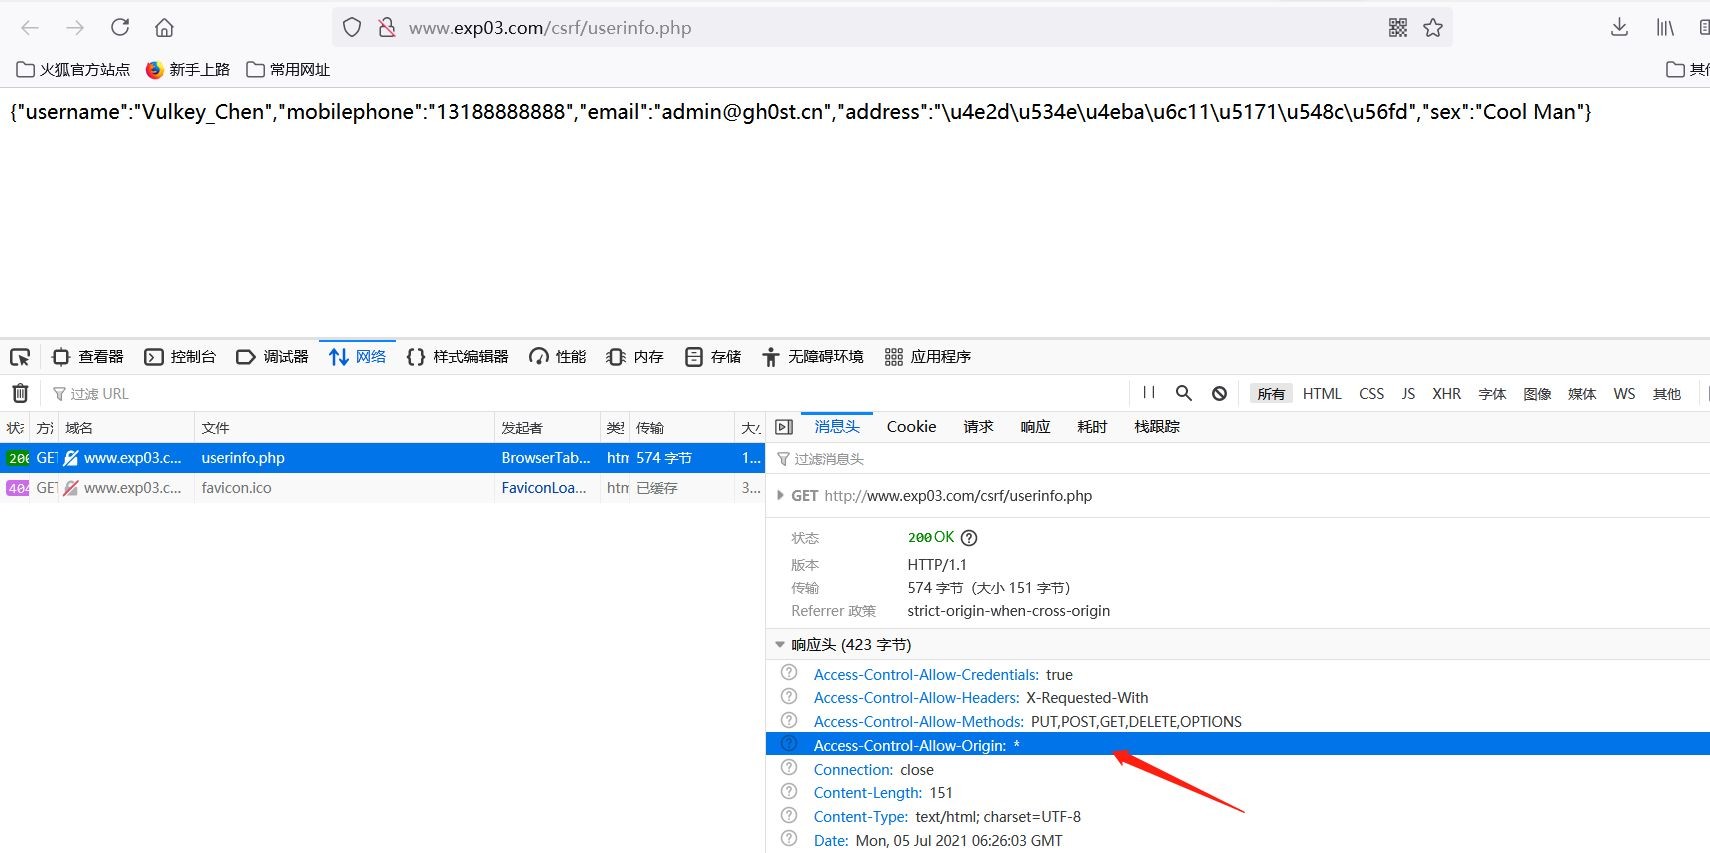 www.exp03.com/csrf/userinfo.php
火狐官方站点 新手上路 常用网址
{"username":"Vulkey_Chen","mobilephone":"13188888888","email":"admin@gh0st.cn","address":"\u4e2d\u534e\u4eba\u6c11\u5171\u548c\u56fd","sex":"Cool Man"}
查看器 控制台 调试器 网络 样式编辑器 性能 内存 存储 无障碍环境 应用程序
过滤 URL 所有 HTML CSS JS XHR 字体 图像 媒体 WS 其他
域名 文件 发起者 传输 消息头 Cookie 请求 响应 耗时 栈跟踪
200 GET www.exp03.c... userinfo.php BrowserTab... 574 字节 1...
过滤消息头
404 GET www.exp03.c... favicon.ico FaviconLoa... 已缓存 3...
GET http://www.exp03.com/csrf/userinfo.php
状态 200 OK
版本 HTTP/1.1
传输 574 字节 (大小 151 字节)
Referrer 政策 strict-origin-when-cross-origin
响应头 (423 字节)
Access-Control-Allow-Credentials: true
Access-Control-Allow-Headers: X-Requested-With
Access-Control-Allow-Methods: PUT,POST,GET,DELETE,OPTIONS
Access-Control-Allow-Origin: *
Connection: close
Content-Length: 151
Content-Type: text/html; charset=UTF-8
Date: Mon, 05 Jul 2021 06:26:03 GMT